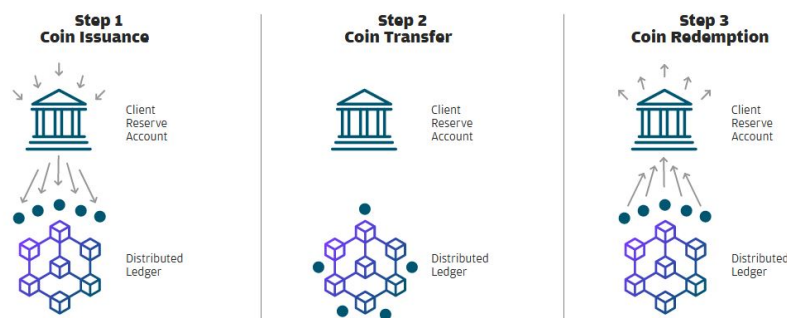 Step 1
Coin Issuance
Client
Reserve
Account
Distributed
Ledger
Step 2
Coin Transfer
Client
Reserve
Account
Distributed
Ledger
Step 3
Coin Redemption
Client
Reserve
Account
Distributed
Ledger